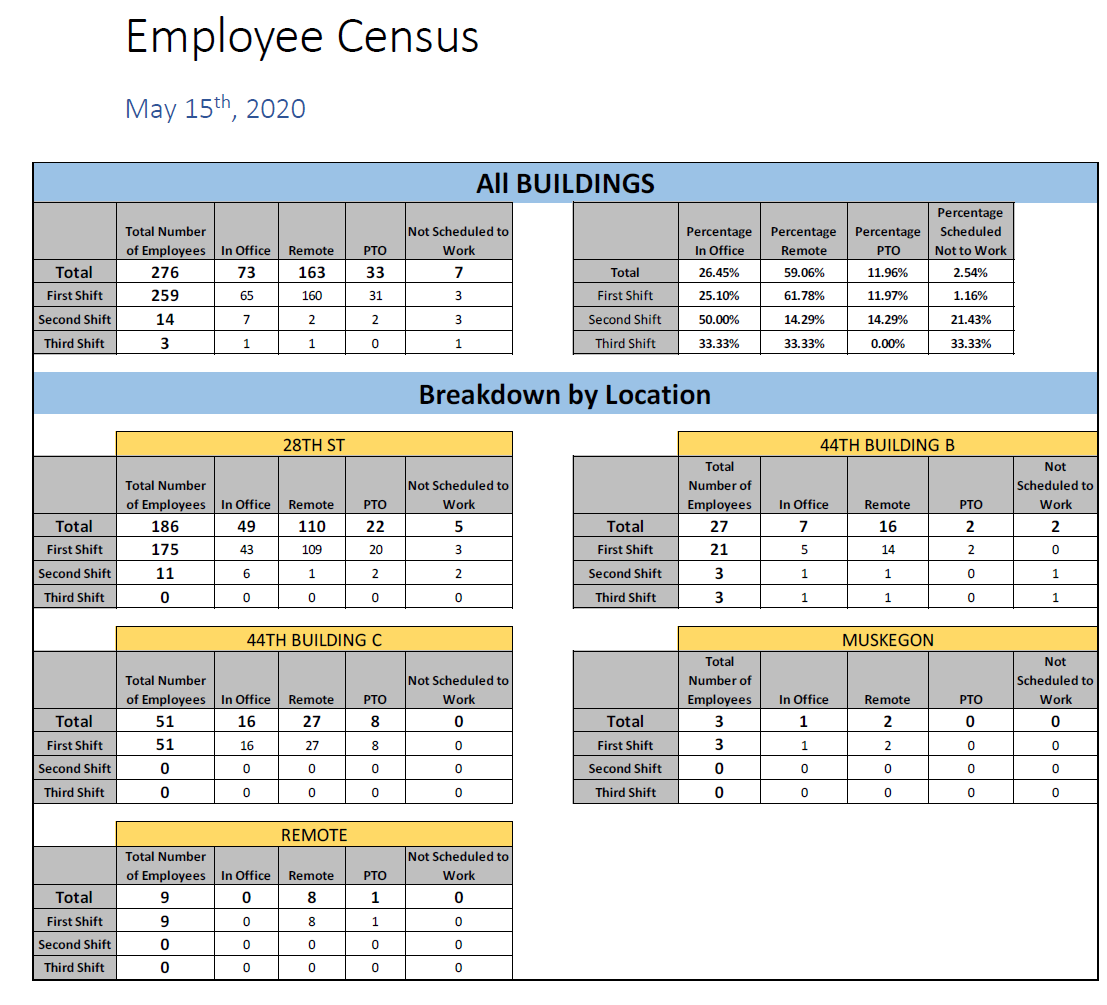 Employee Census
May 15th, 2020
All BUILDINGS
Total Number of Employees In Office Remote PTO Not Scheduled to Work
Total 276 73 163 33 7
First Shift 259 65 160 31 3
Second Shift 14 7 2 2 3
Third Shift 3 1 1 0 1
Percentage In Office Percentage Remote Percentage PTO Percentage Scheduled Not to Work
Total 26.45% 59.06% 11.96% 2.54%
First Shift 25.10% 61.78% 11.97% 1.16%
Second Shift 50.00% 14.29% 14.29% 21.43%
Third Shift 33.33% 33.33% 0.00% 33.33%
Breakdown by Location
28TH ST
Total Number of Employees In Office Remote PTO Not Scheduled to Work
Total 186 49 110 22 5
First Shift 175 43 109 20 3
Second Shift 11 6 1 2 2
Third Shift 0 0 0 0 0
44TH BUILDING B
Total Number of Employees In Office Remote PTO Not Scheduled to Work
Total 27 7 16 2 2
First Shift 21 5 14 2 0
Second Shift 3 1 1 0 1
Third Shift 3 1 1 0 1
44TH BUILDING C
Total Number of Employees In Office Remote PTO Not Scheduled to Work
Total 51 16 27 8 0
First Shift 51 16 27 8 0
Second Shift 0 0 0 0 0
Third Shift 0 0 0 0 0
MUSKEGON
Total Number of Employees In Office Remote PTO Not Scheduled to Work
Total 3 1 2 0 0
First Shift 3 1 2 0 0
Second Shift 0 0 0 0 0
Third Shift 0 0 0 0 0
REMOTE
Total Number of Employees In Office Remote PTO Not Scheduled to Work
Total 9 0 8 1 0
First Shift 9 0 8 1 0
Second Shift 0 0 0 0 0
Third Shift 0 0 0 0 0